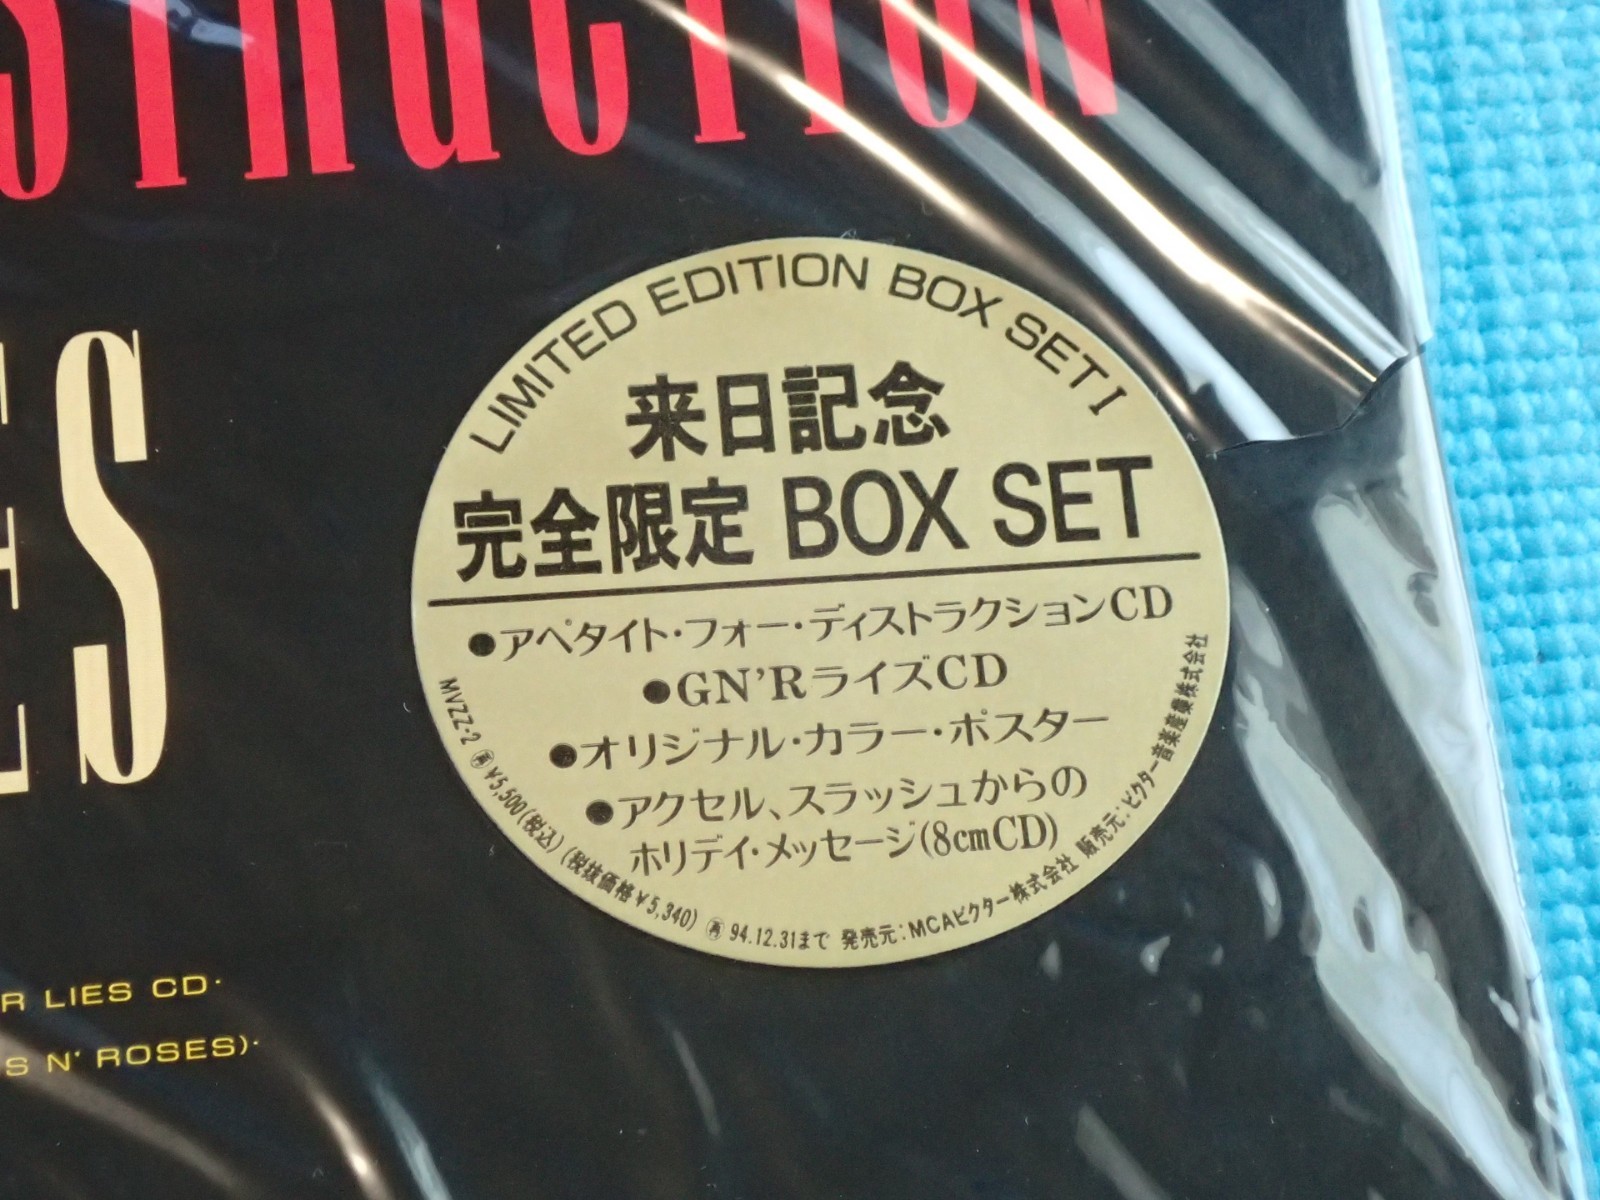 STRUCTION
ES
LIMITED EDITION BOX SET I
来日記念
完全限定 BOX SET
●アペタイト・フォー・ディストラクションCD
●GN'RライズCD
●オリジナル・カラー・ポスター
●アクセル、スラッシュからの
ホリデイ・メッセージ(8cmCD)
MVZZ-2 ㊢¥5,500(税込)(税抜価格¥5,340) ㊢94.12.31まで 発売元:MCAビクター株式会社 販売元:ビクター音楽産業株式会社
R LIES CD·
S N' ROSES)·